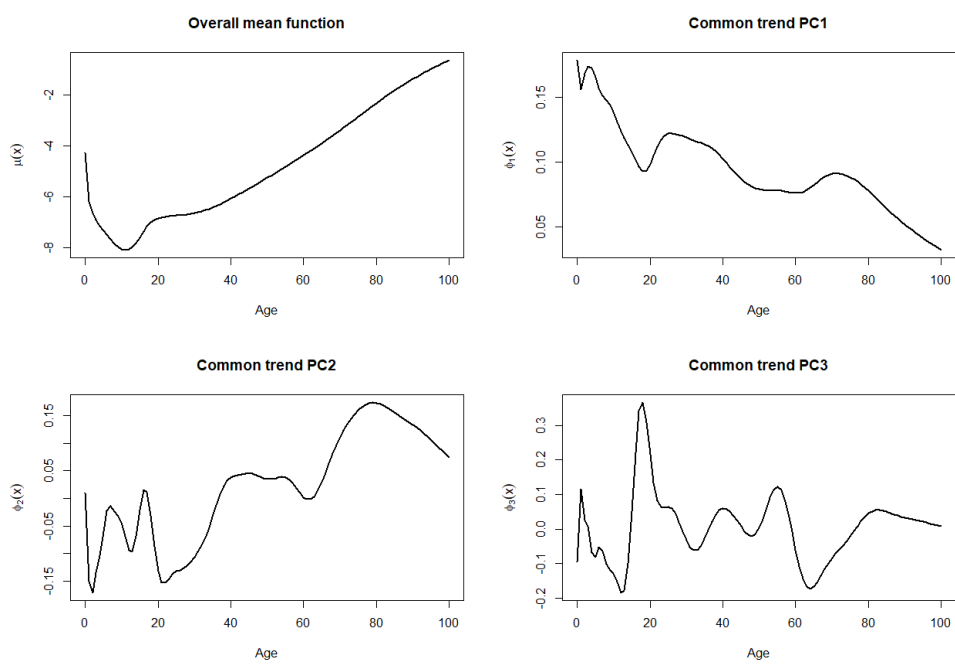 Overall mean function
μ(x)
-2
-4
-6
-8
0 20 40 60 80 100
Age
Common trend PC1
ϕ₁(x)
0.15
0.10
0.05
0 20 40 60 80 100
Age
Common trend PC2
ϕ₂(x)
0.15
0.05
-0.05
-0.15
0 20 40 60 80 100
Age
Common trend PC3
ϕ₃(x)
0.3
0.2
0.1
0.0
-0.1
-0.2
0 20 40 60 80 100
Age